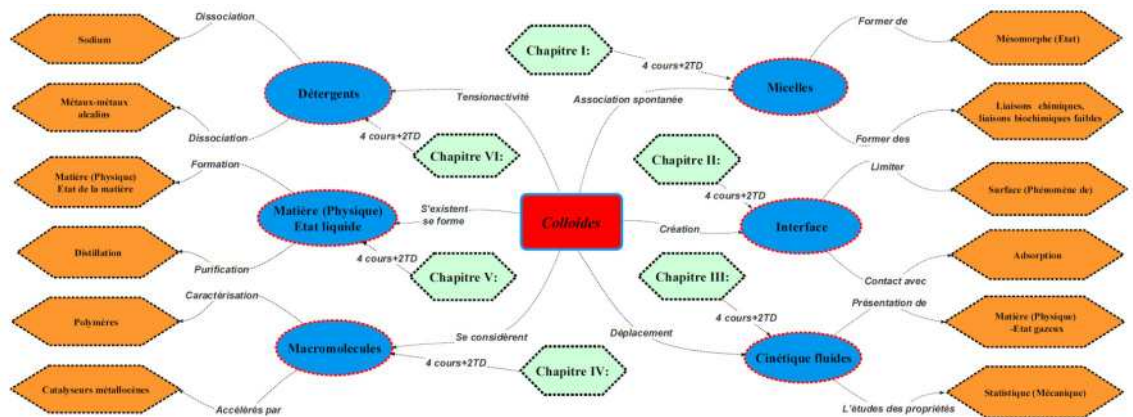 Dissociation
Former de
Sodium
Chapitre I:
Mésomorphe (Etat)
4 cours+2TD
Détergents
Tensionactivité
Association spontanée
Micelles
Métaux-métaux
alcalins
Liaisons chimiques,
liaisons biochimiques faibles
Dissociation
4 cours+2TD
Former des
Chapitre VI:
Chapitre II:
Formation
Limiter
Matière (Physique)
Etat de la matière
4 cours+2TD
Surface (Phénomène de)
S'existent
se forme
Matière (Physique)
Etat liquide
Colloides
Création
Interface
Distillation
4 cours+2TD
Adsorption
Purification
Chapitre V:
Chapitre III:
Contact avec
Caractérisation
Présentation de
Polymères
4 cours+2TD
Matière (Physique)
-Etat gazeux
Se considèrent
Déplacement
Macromolecules
Cinétique fluides
4 cours+2TD
Chapitre IV:
Catalyseurs métallocènes
Statistique (Mécanique)
Accélérés par
L'études des propriétés